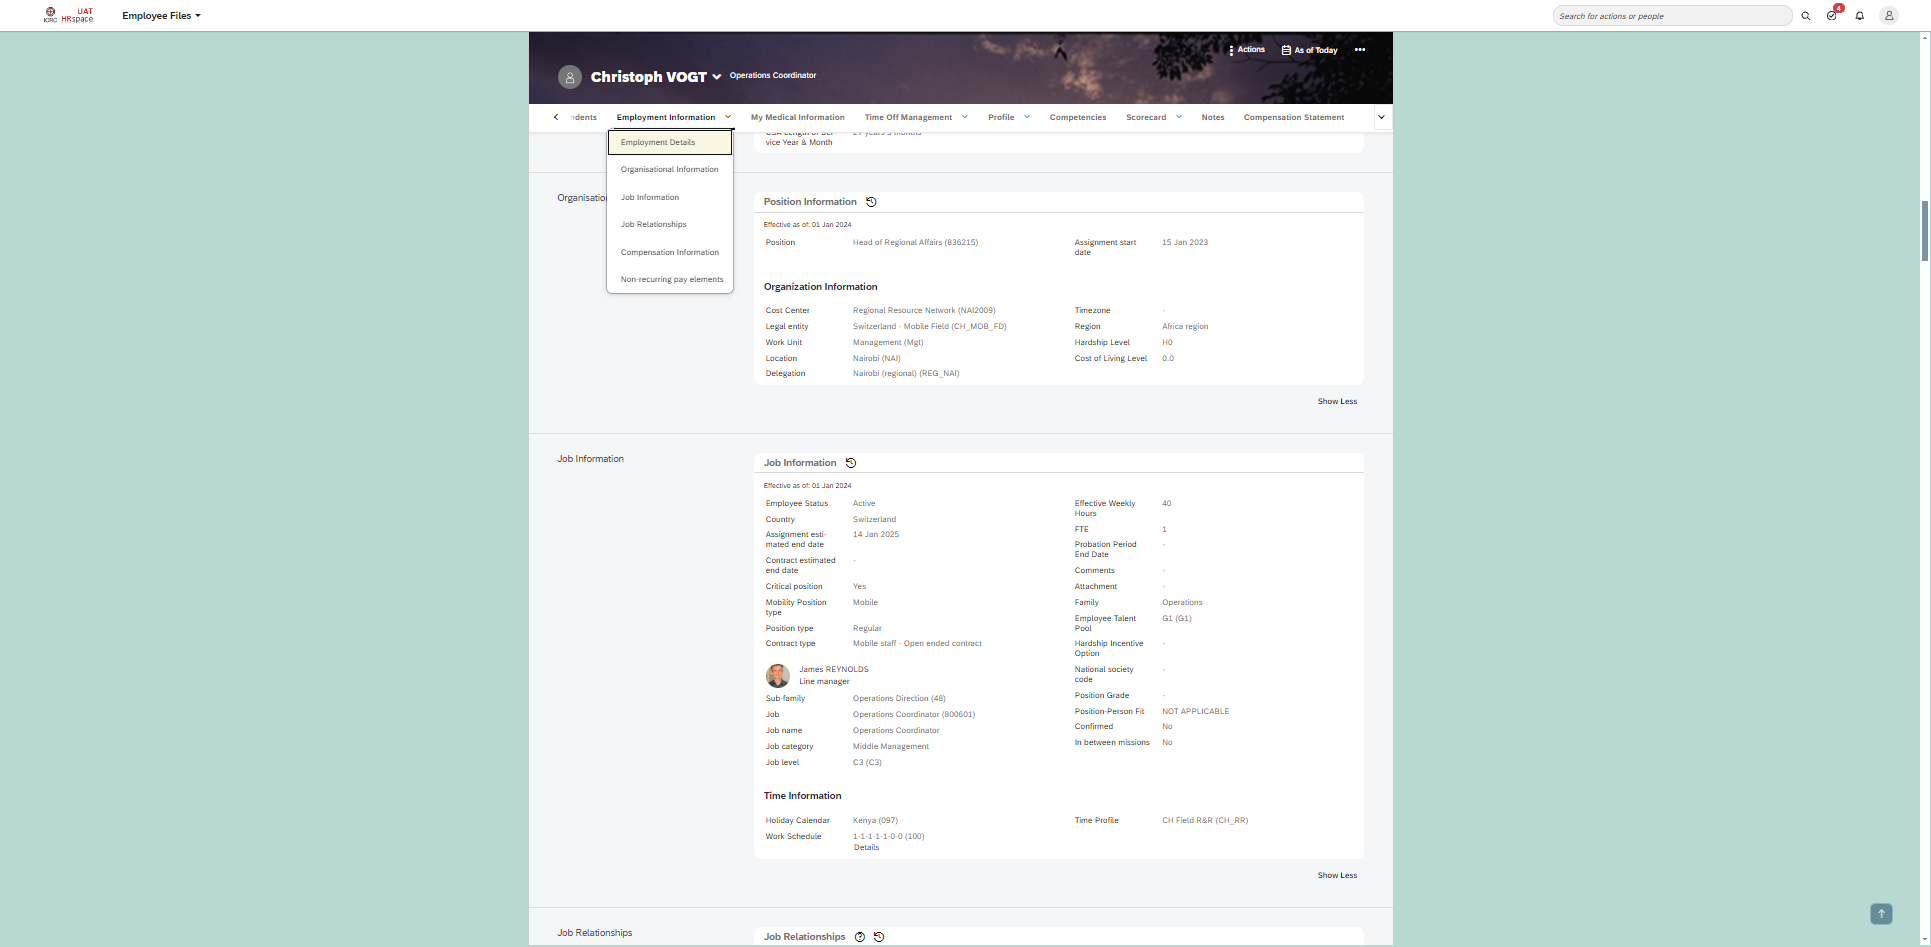 ICRC UAT HRspace
Employee Files
Search for actions or people
4
Actions
As of Today
Christoph VOGT
Operations Coordinator
ndents
Employment Information
My Medical Information
Time Off Management
Profile
Competencies
Scorecard
Notes
Compensation Statement
Employment Details
Organisational Information
Job Information
Job Relationships
Compensation Information
Non-recurring pay elements
vice Year & Month
Organisation
Position Information
Effective as of: 01 Jan 2024
Position
Head of Regional Affairs (836215)
Assignment start
date
15 Jan 2023
Organization Information
Cost Center
Regional Resource Network (NAI2009)
Timezone
-
Legal entity
Switzerland - Mobile Field (CH_MOB_FD)
Region
Africa region
Work Unit
Management (Mgt)
Hardship Level
H0
Location
Nairobi (NAI)
Cost of Living Level
0.0
Delegation
Nairobi (regional) (REG_NAI)
Show Less
Job Information
Job Information
Effective as of: 01 Jan 2024
Employee Status
Active
Country
Switzerland
Assignment esti-
mated end date
14 Jan 2025
Contract estimated
end date
-
Critical position
Yes
Mobility Position
type
Mobile
Position type
Regular
Contract type
Mobile staff - Open ended contract
James REYNOLDS
Line manager
Sub-family
Operations Direction (48)
Job
Operations Coordinator (800601)
Job name
Operations Coordinator
Job category
Middle Management
Job level
C3 (C3)
Effective Weekly
Hours
40
FTE
1
Probation Period
End Date
-
Comments
-
Attachment
-
Family
Operations
Employee Talent
Pool
G1 (G1)
Hardship Incentive
Option
-
National society
code
-
Position Grade
-
Position-Person Fit
NOT APPLICABLE
Confirmed
No
In between missions
No
Time Information
Holiday Calendar
Kenya (097)
Time Profile
CH Field R&R (CH_RR)
Work Schedule
1-1-1-1-1-0-0 (100)
Details
Show Less
Job Relationships
Job Relationships